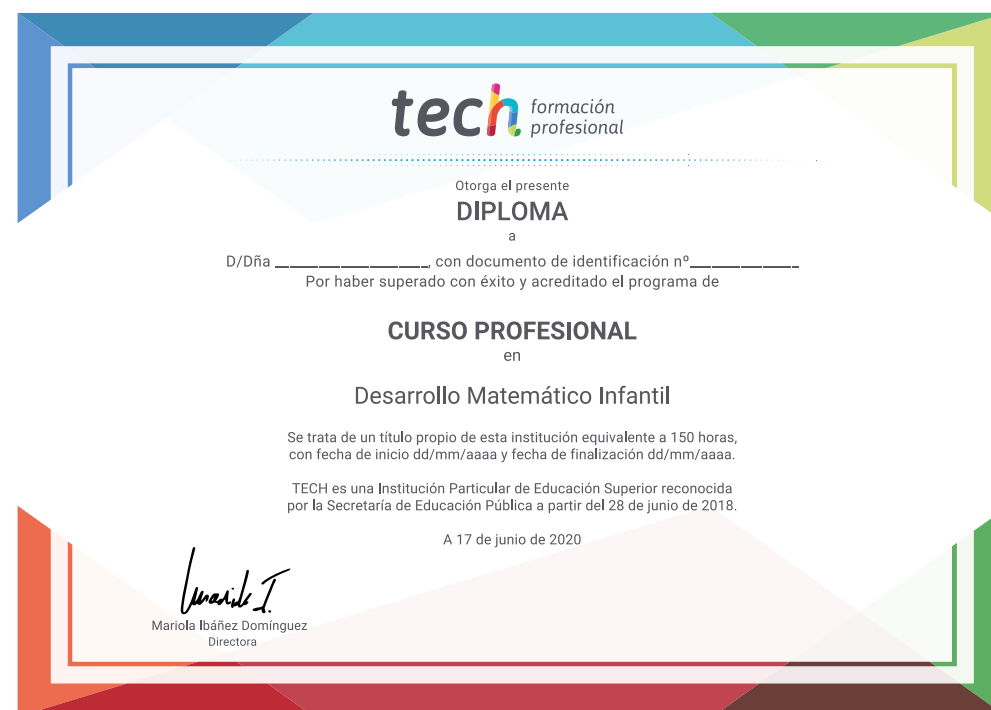 tech formación
profesional
Otorga el presente
DIPLOMA
a
D/Dña ____________________, con documento de identificación nº______________
Por haber superado con éxito y acreditado el programa de
CURSO PROFESIONAL
en
Desarrollo Matemático Infantil
Se trata de un título propio de esta institución equivalente a 150 horas,
con fecha de inicio dd/mm/aaaa y fecha de finalización dd/mm/aaaa.
TECH es una Institución Particular de Educación Superior reconocida
por la Secretaría de Educación Pública a partir del 28 de junio de 2018.
A 17 de junio de 2020
Mariola Ibáñez Domínguez
Directora